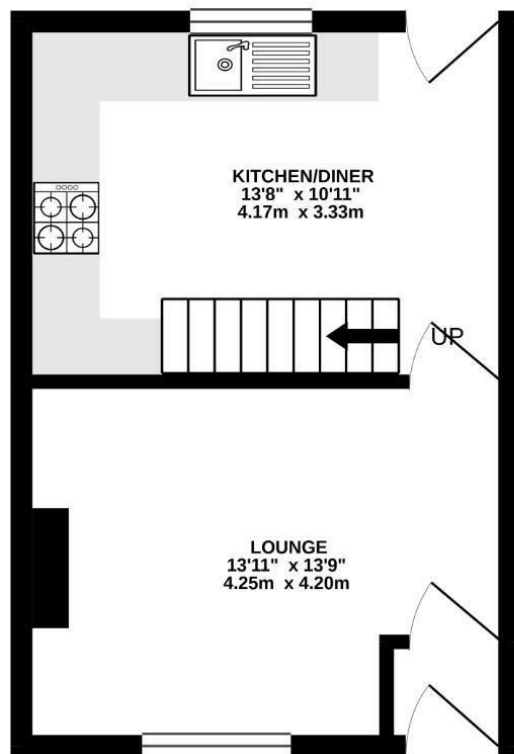 KITCHEN/DINER
13'8" x 10'11"
4.17m x 3.33m
UP
LOUNGE
13'11" x 13'9"
4.25m x 4.20m